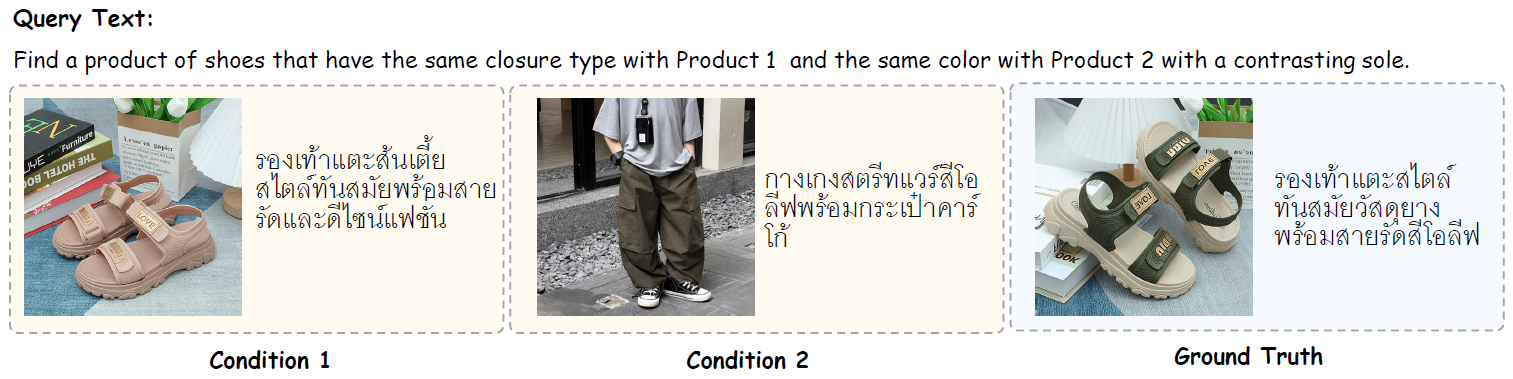 Query Text:
Find a product of shoes that have the same closure type with Product 1 and the same color with Product 2 with a contrasting sole.
รองเท้าแตะส้นเตี้ย
สไตล์ทันสมัยพร้อมสาย
รัดและดีไซน์แฟชั่น
กางเกงสตรีทแวร์สีโอ
ลีฟพร้อมกระเป๋าคาร์
โก้
รองเท้าแตะสไตล์
ทันสมัยวัสดุยาง
พร้อมสายรัดสีโอลีฟ
Furniture
THE HOTEL
LOVE
LOVE
LOVE
Condition 1
Condition 2
Ground Truth